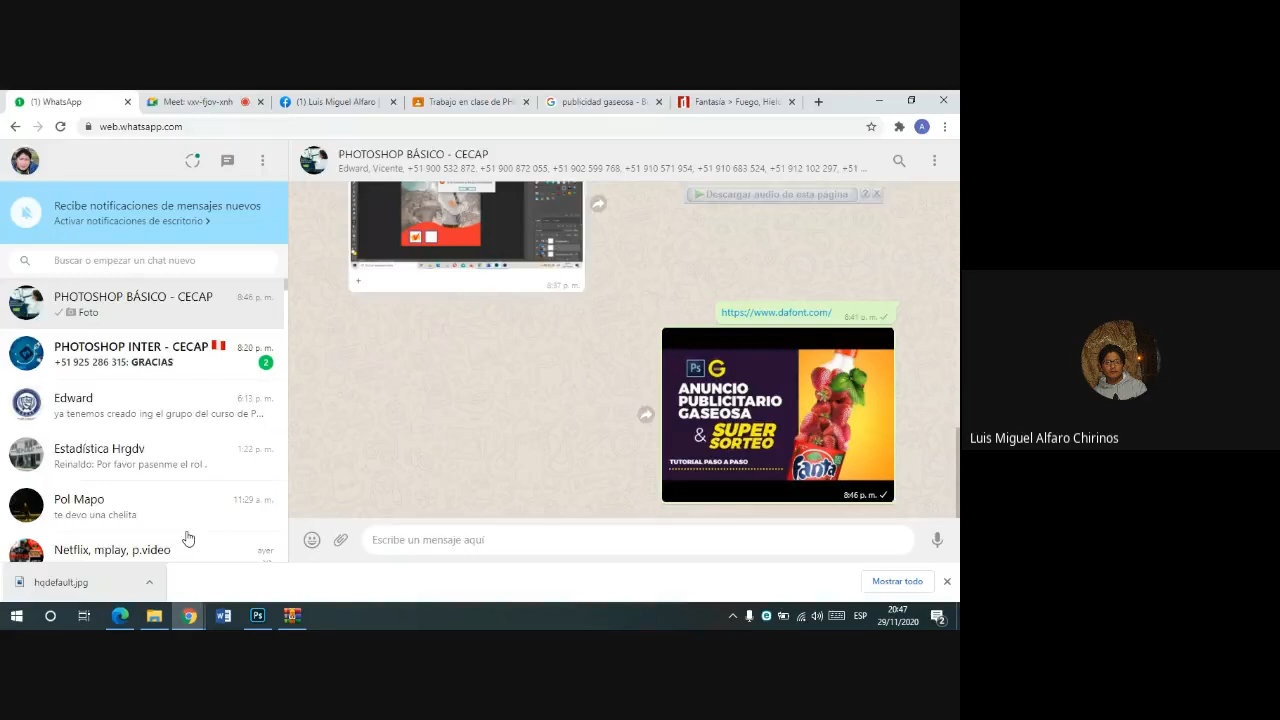 (1) WhatsApp
Meet: vxv-fjov-xnh
(1) Luis Miguel Alfaro |
Trabajo en clase de PH
publicidad gaseosa - B
Fantasía > Fuego, Hielo
web.whatsapp.com
A
PHOTOSHOP BÁSICO - CECAP
Edward, Vicente, +51 900 532 872, +51 900 872 055, +51 902 599 768, +51 910 571 954, +51 910 683 524, +51 912 102 297, +51 ...
Recibe notificaciones de mensajes nuevos
Activar notificaciones de escritorio >
Descargar audio de esta página
?
Buscar o empezar un chat nuevo
PHOTOSHOP BÁSICO - CECAP
8:46 p. m.
Foto
PHOTOSHOP INTER - CECAP
8:20 p. m.
+51 925 286 315: GRACIAS
2
Edward
6:13 p. m.
ya tenemos creado ing el grupo del curso de P...
Estadística Hrgdv
1:22 p. m.
Reinaldo: Por favor pasenme el rol .
Pol Mapo
11:29 a. m.
te devo una chelita
Netflix, mplay, p.video
ayer
+
8:37 p. m.
https://www.dafont.com/
8:41 p. m.
Ps G
ANUNCIO
PUBLICITARIO
GASEOSA
& SUPER
SORTEO
TUTORIAL PASO A PASO
Fanta
8:46 p. m.
Escribe un mensaje aquí
hqdefault.jpg
Mostrar todo
W
Ps
ESP
20:47
29/11/2020
2
Luis Miguel Alfaro Chirinos